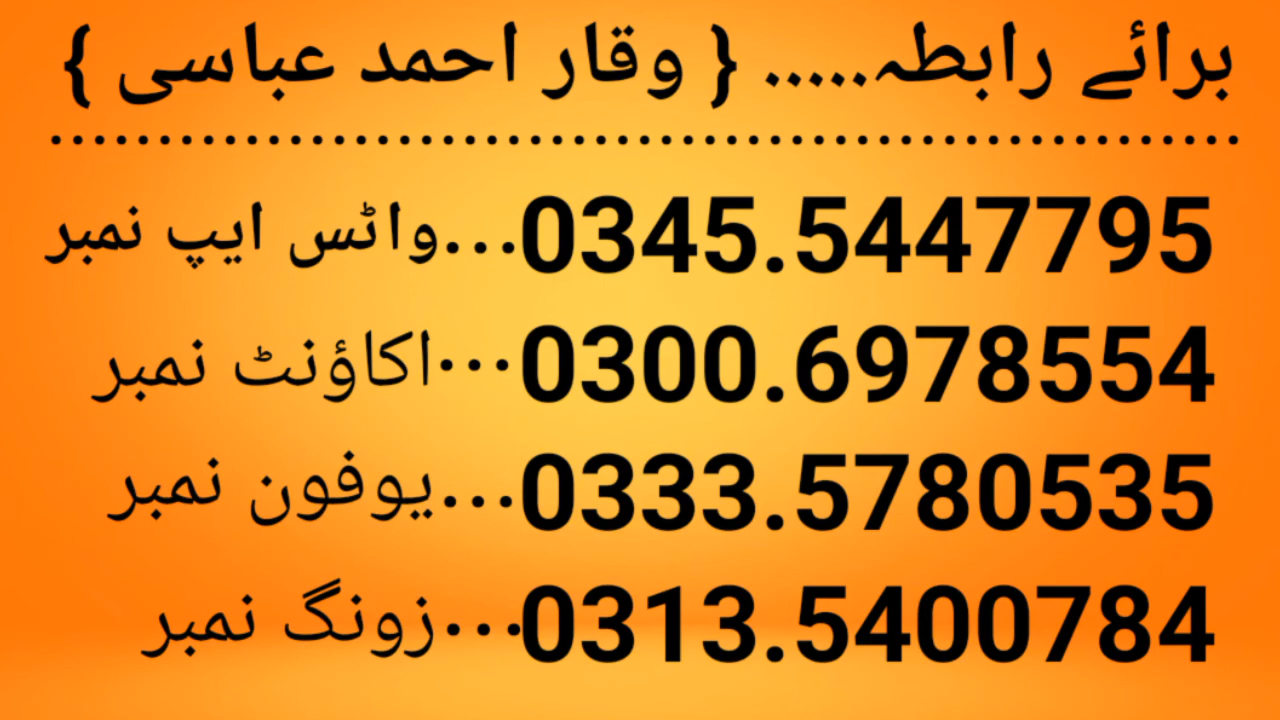 برائے رابطہ..... { وقار احمد عباسی }
0345.5447795...واٹس ایپ نمبر
0300.6978554...اکاؤنٹ نمبر
0333.5780535...یوفون نمبر
0313.5400784...زونگ نمبر